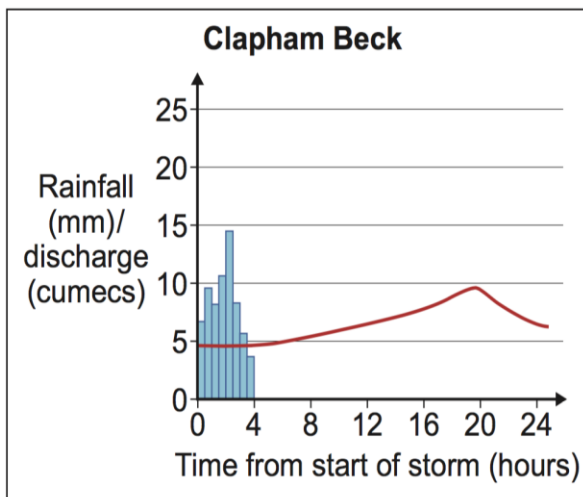 Clapham Beck
25
20
Rainfall
(mm)/
discharge
(cumecs)
15
10
5
0
0 4 8 12 16 20 24
Time from start of storm (hours)